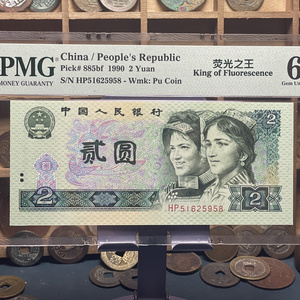 PMG
MONEY GUARANTY
China / People's Republic
Pick# 885bf 1990 2 Yuan
S/N HP51625958 - Wmk: Pu Coin
荧光之王
King of Fluorescence
6
Gem Un
中国人民银行
2
贰圆
HP51625958
2